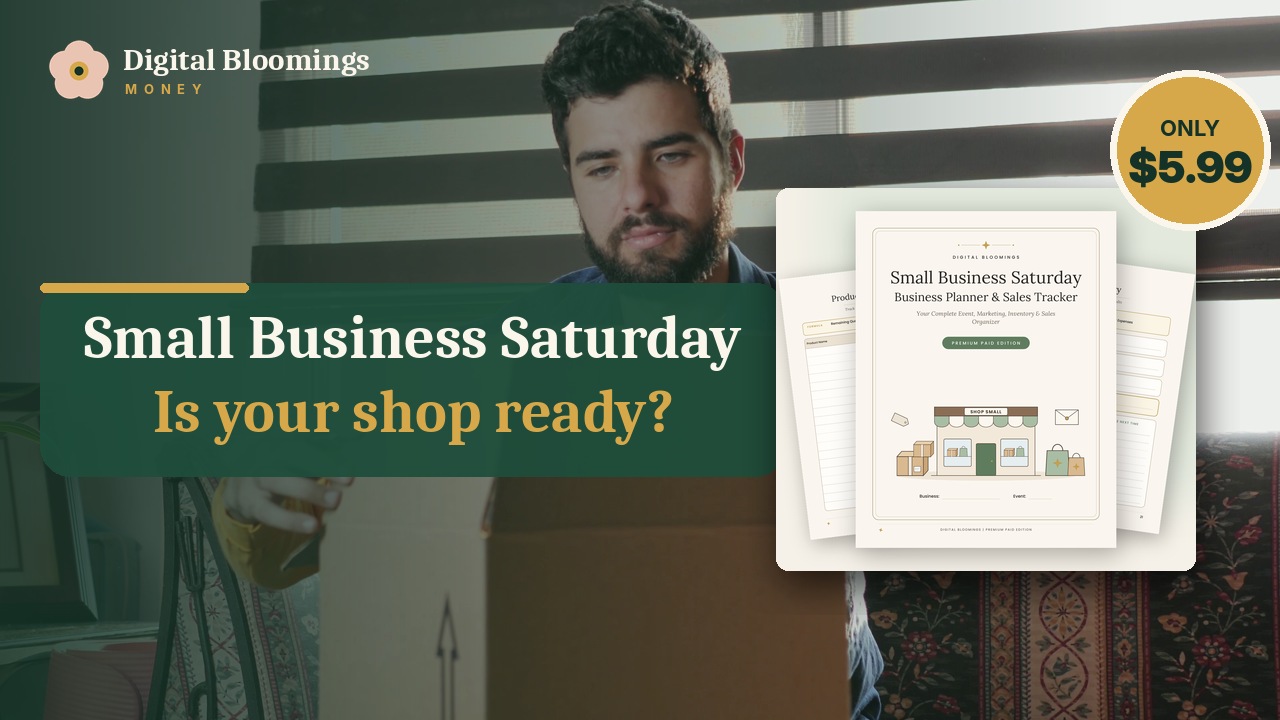 Digital Bloomings
MONEY
ONLY
$5.99
Small Business Saturday
Is your shop ready?
DIGITAL BLOOMINGS
Small Business Saturday
Business Planner & Sales Tracker
Your Complete Event, Marketing, Inventory & Sales
Organizer
PREMIUM PAID EDITION
SHOP SMALL
Business:
Event:
DIGITAL BLOOMINGS | PREMIUM PAID EDITION
Product Name
Expenses